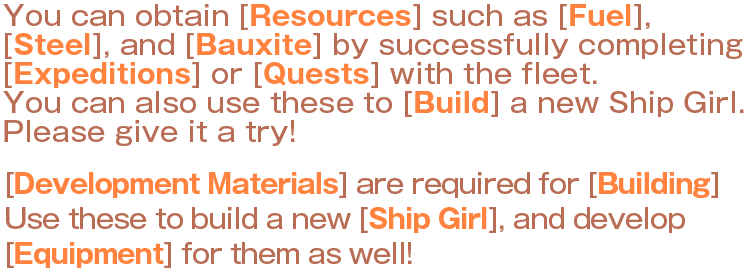 You can obtain [Resources] such as [Fuel],
[Steel], and [Bauxite] by successfully completing
[Expeditions] or [Quests] with the fleet.
You can also use these to [Build] a new Ship Girl.
Please give it a try!
[Development Materials] are required for [Building]
Use these to build a new [Ship Girl], and develop
[Equipment] for them as well!